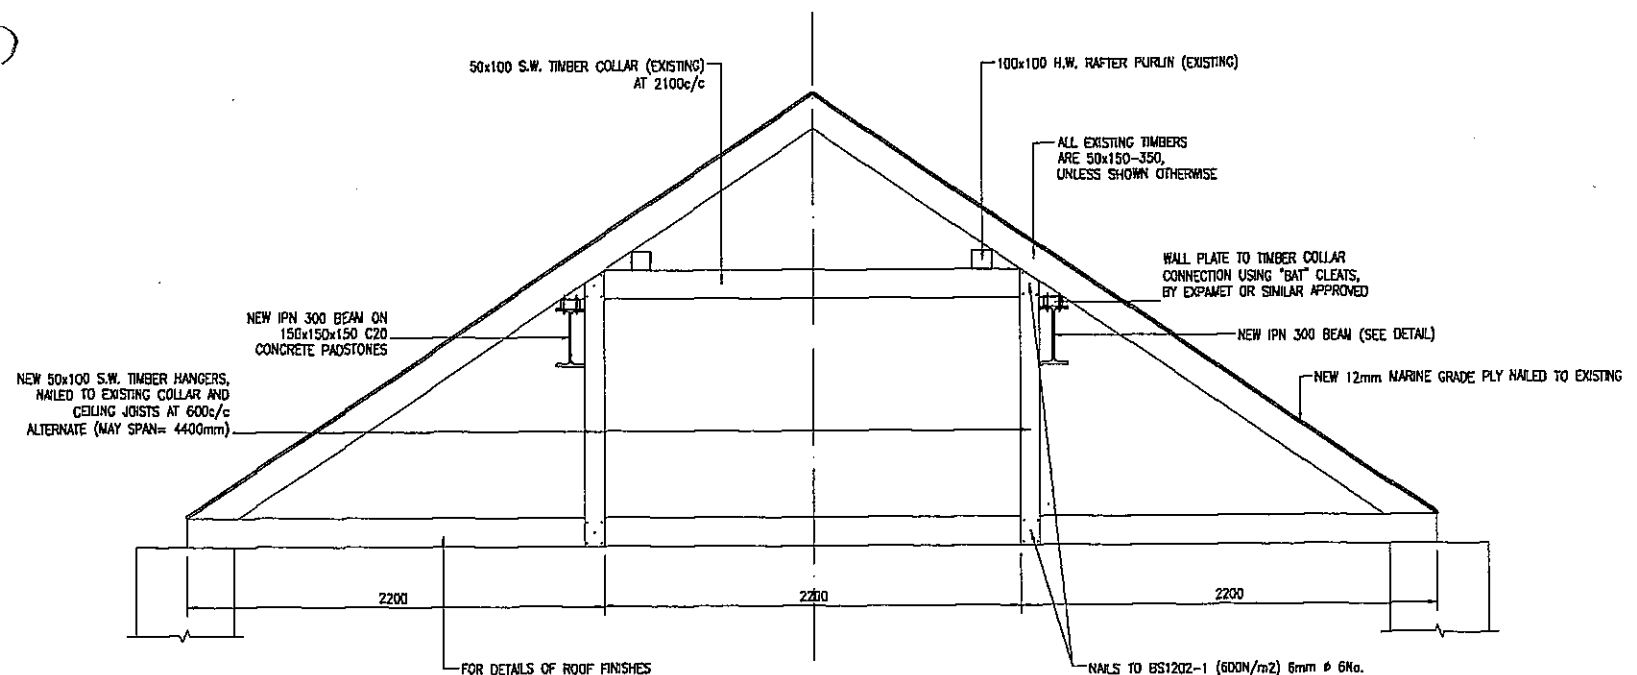 50x100 S.W. TIMBER COLLAR (EXISTING)
AT 2100c/c
100x100 H.W. RAFTER PURLIN (EXISTING)
ALL EXISTING TIMBERS
ARE 50x150-350,
UNLESS SHOWN OTHERWISE
WALL PLATE TO TIMBER COLLAR
CONNECTION USING "BAT" CLEATS,
BY EXPAMET OR SIMILAR APPROVED
NEW IPN 300 BEAM ON
150x150x150 C20
CONCRETE PADSTONES
NEW IPN 300 BEAM (SEE DETAIL)
NEW 50x100 S.W. TIMBER HANGERS,
NAILED TO EXISTING COLLAR AND
CEILING JOISTS AT 600c/c
ALTERNATE (MAY SPAN= 4400mm)
NEW 12mm MARINE GRADE PLY NAILED TO EXISTING
2200
2200
2200
FOR DETAILS OF ROOF FINISHES
NAILS TO BS1202-1 (600N/m2) 6mm ø 6No.